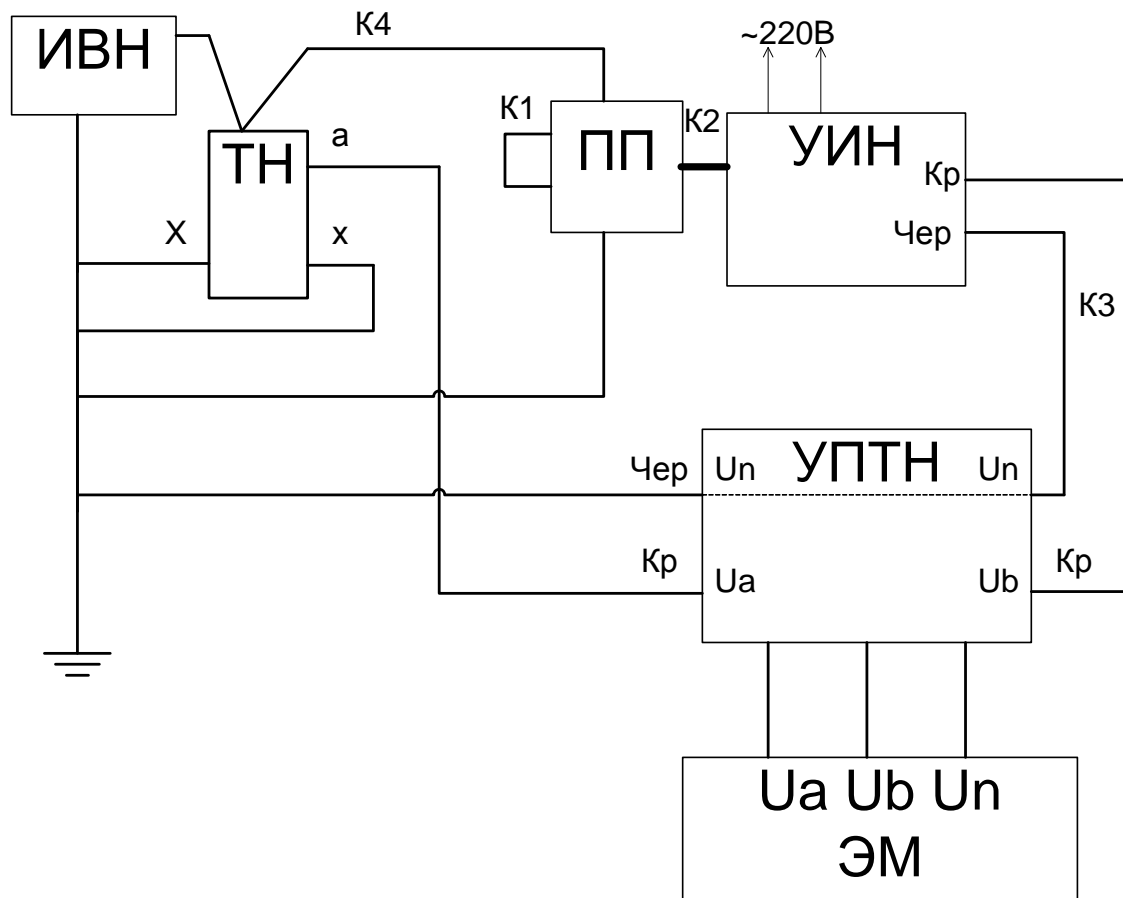 ИВН
К4
~220В
ТН
а
Х
х
К1
ПП
К2
УИН
Кр
Чер
К3
Чер
Un
УПТН
Un
Кр
Ua
Ub
Кр
Ua Ub Un
ЭМ